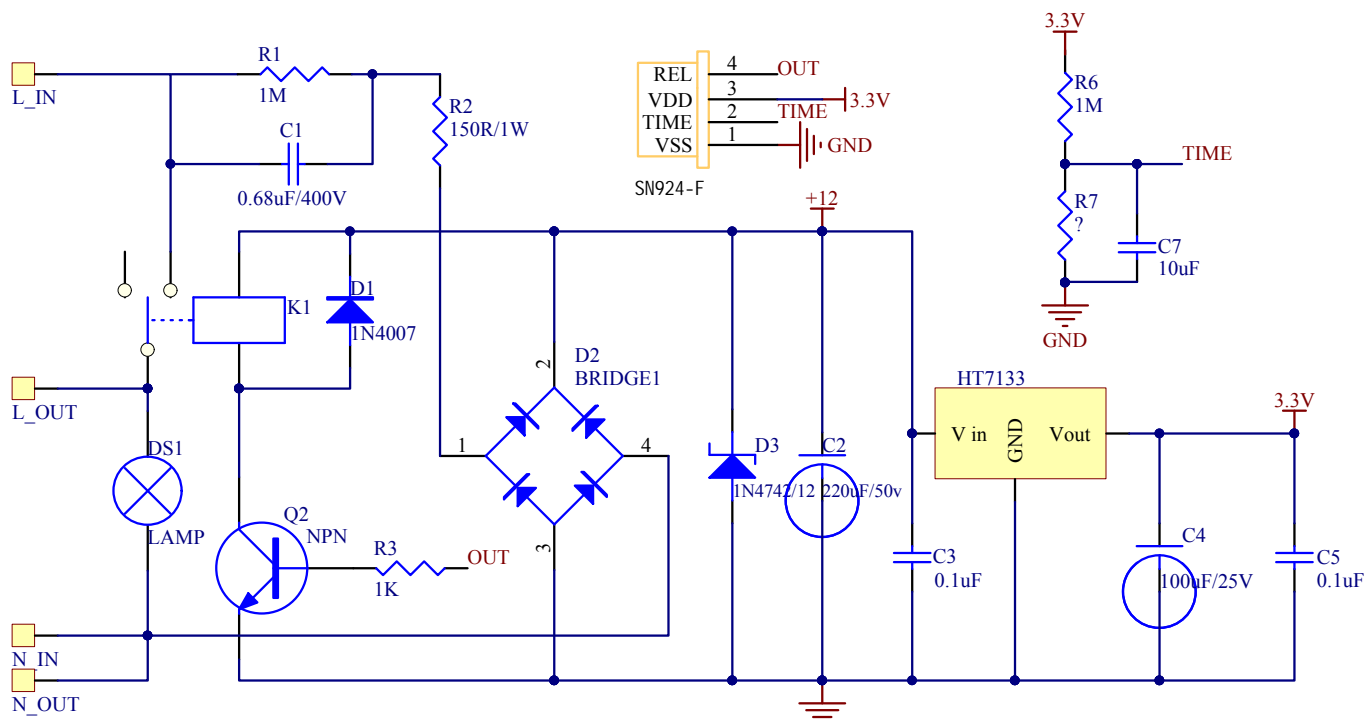 L_IN
R1
1M
C1
0.68uF/400V
R2
150R/1W
REL
VDD
TIME
VSS
4
3
2
1
OUT
3.3V
TIME
GND
SN924-F
3.3V
R6
1M
TIME
R7
?
C7
10uF
GND
+12
K1
D1
1N4007
L_OUT
DS1
LAMP
Q2
NPN
R3
1K
OUT
D2
BRIDGE1
2
1
4
3
D3
1N4742/12
C2
220uF/50v
HT7133
V in
GND
Vout
3.3V
C3
0.1uF
C4
100uF/25V
C5
0.1uF
N_IN
N_OUT